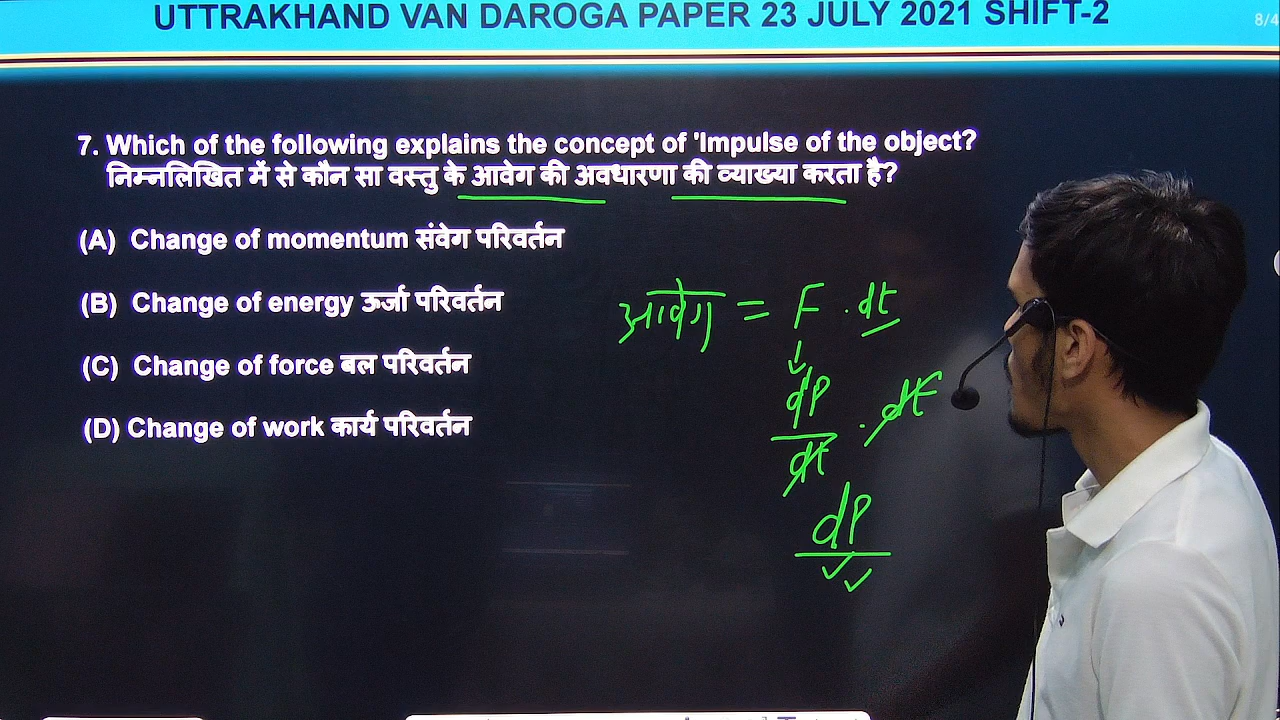 UTTRAKHAND VAN DAROGA PAPER 23 JULY 2021 SHIFT-2
8/4
7. Which of the following explains the concept of 'Impulse of the object?
निम्नलिखित में से कौन सा वस्तु के आवेग की अवधारणा की व्याख्या करता है?
(A) Change of momentum संवेग परिवर्तन
(B) Change of energy ऊर्जा परिवर्तन
(C) Change of force बल परिवर्तन
(D) Change of work कार्य परिवर्तन
आवेग = F . dt
dP
. dt
dt
dP